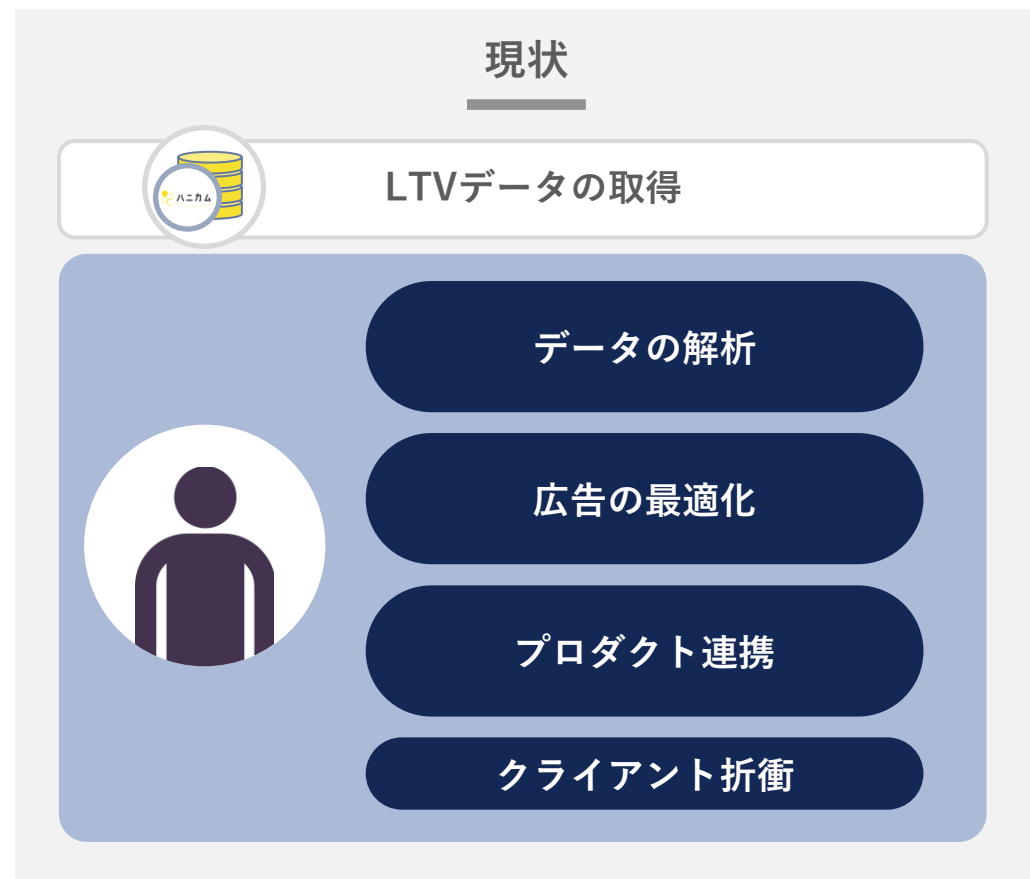 現状
ハニカム
LTVデータの取得
データの解析
広告の最適化
プロダクト連携
クライアント折衝